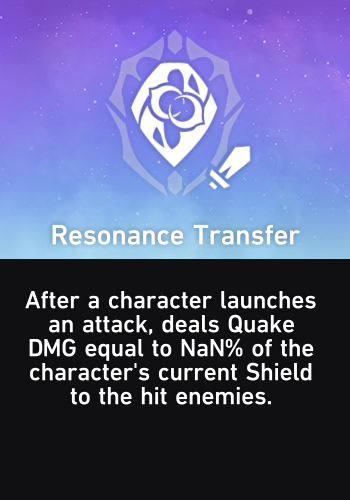 Resonance Transfer
After a character launches
an attack, deals Quake
DMG equal to NaN% of the
character's current Shield
to the hit enemies.